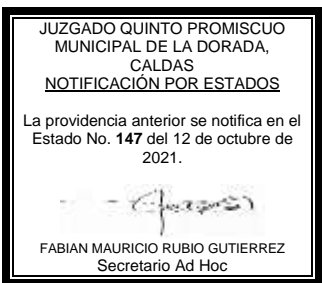 JUZGADO QUINTO PROMISCUO
MUNICIPAL DE LA DORADA,
CALDAS
NOTIFICACIÓN POR ESTADOS
La providencia anterior se notifica en el
Estado No. 147 del 12 de octubre de
2021.
FABIAN MAURICIO RUBIO GUTIERREZ
Secretario Ad Hoc